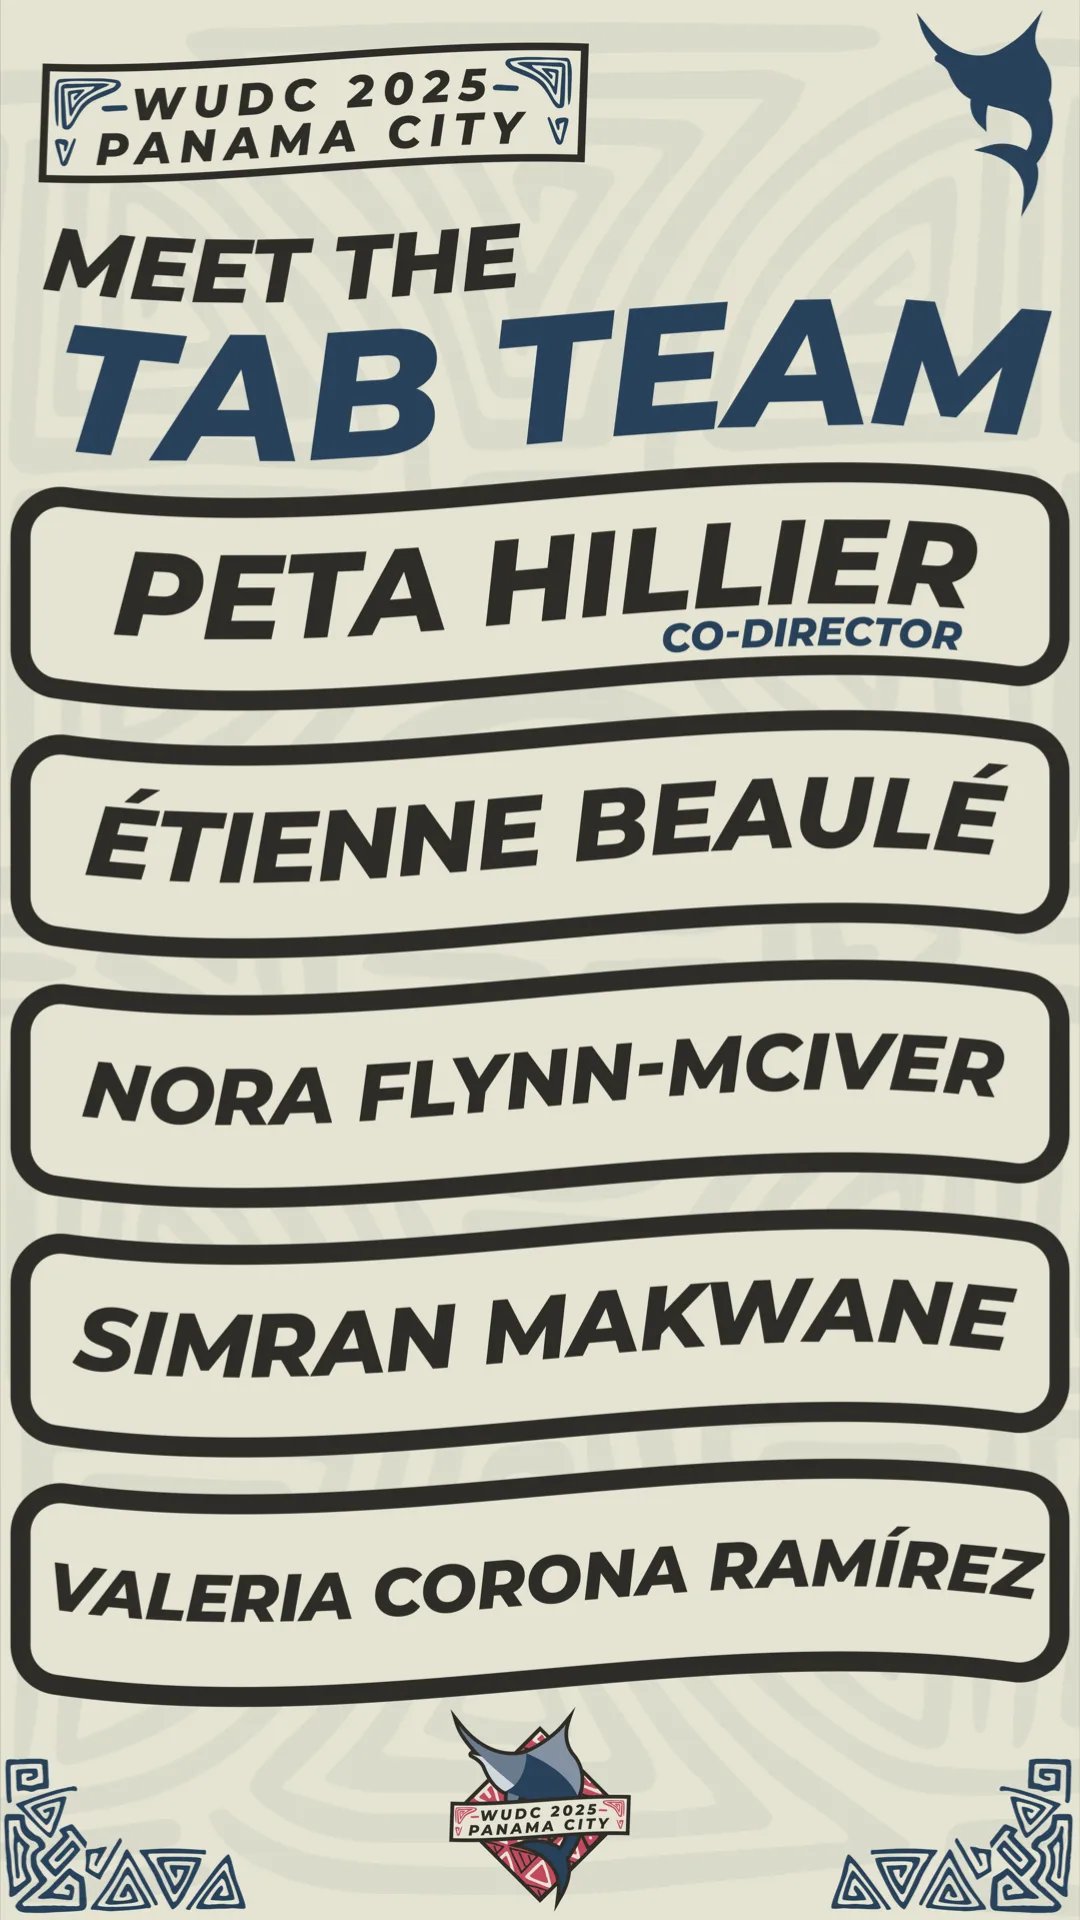 WUDC 2025
PANAMA CITY
MEET THE
TAB TEAM
PETA HILLIER
CO-DIRECTOR
ÉTIENNE BEAULÉ
NORA FLYNN-MCIVER
SIMRAN MAKWANE
VALERIA CORONA RAMÍREZ
WUDC 2025
PANAMA CITY